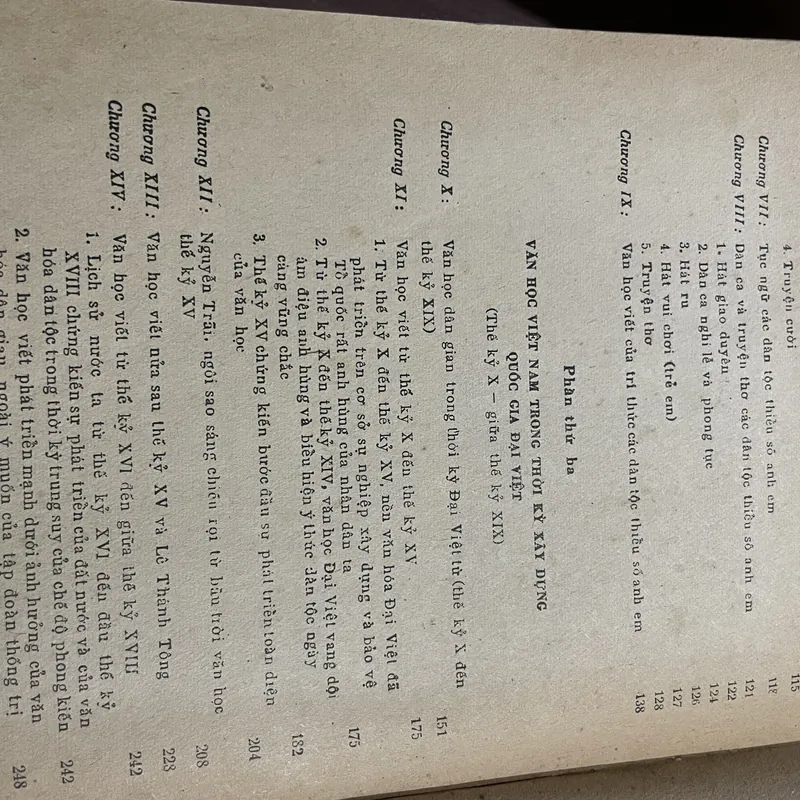 4. Truyện cười 115
Chương VII : Tục ngữ các dân tộc thiểu số anh em 118
Chương VIII : Dân ca và truyện thơ các dân tộc thiểu số anh em 121
1. Hát giao duyên 122
2. Dân ca nghi lễ và phong tục 124
3. Hát ru 126
4. Hát vui chơi (trẻ em) 127
5. Truyện thơ 128
Chương IX : Văn học viết của trí thức các dân tộc thiểu số anh em 138
Phần thứ ba
VĂN HỌC VIỆT NAM TRONG THỜI KỲ XÂY DỰNG
QUỐC GIA ĐẠI VIỆT
(Thế kỷ X — giữa thế kỷ XIX)
Chương X : Văn học dân gian trong thời kỳ Đại Việt từ (thế kỷ X đến
thế kỷ XIX) 151
Chương XI : Văn học viết từ thế kỷ X đến thế kỷ XV 175
1. Từ thế kỷ X đến thế kỷ XV, nền văn hóa Đại Việt đã
phát triển trên cơ sở sự nghiệp xây dựng và bảo vệ
Tổ quốc rất anh hùng của nhân dân ta 175
2. Từ thế kỷ X đến thế kỷ XIV, văn học Đại Việt vang dội
âm điệu anh hùng và biểu hiện ý thức dân tộc ngày
càng vững chắc 182
3. Thế kỷ XV chứng kiến bước đầu sự phát triển toàn diện
của văn học 204
Chương XII : Nguyễn Trãi, ngôi sao sáng chiếu rọi từ bầu trời văn học
thế kỷ XV 208
Chương XIII : Văn học viết nửa sau thế kỷ XV và Lê Thánh Tông 228
Chương XIV : Văn học viết từ thế kỷ XVI đến giữa thế kỷ XVIII 242
1. Lịch sử nước ta từ thế kỷ XVI đến đầu thế kỷ
XVIII chứng kiến sự phát triển của đất nước và của văn
hóa dân tộc trong thời kỳ trung suy của chế độ phong kiến 242
2. Văn học viết phát triển mạnh dưới ảnh hưởng của văn
hóa dân gian ngoài ý muốn của tập đoàn thống trị 248